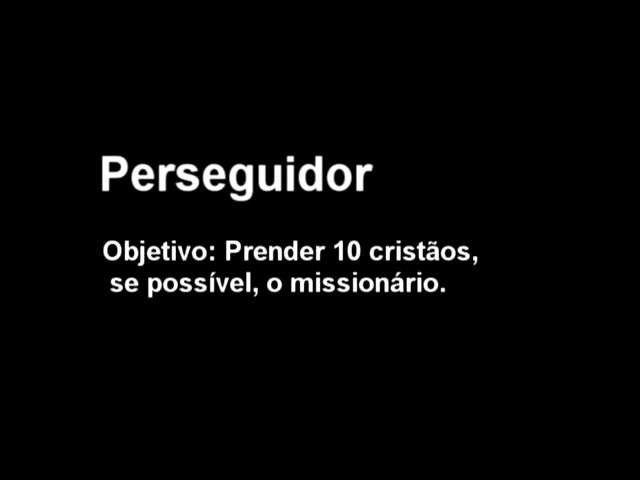 Perseguidor
Objetivo: Prender 10 cristãos,
se possível, o missionário.